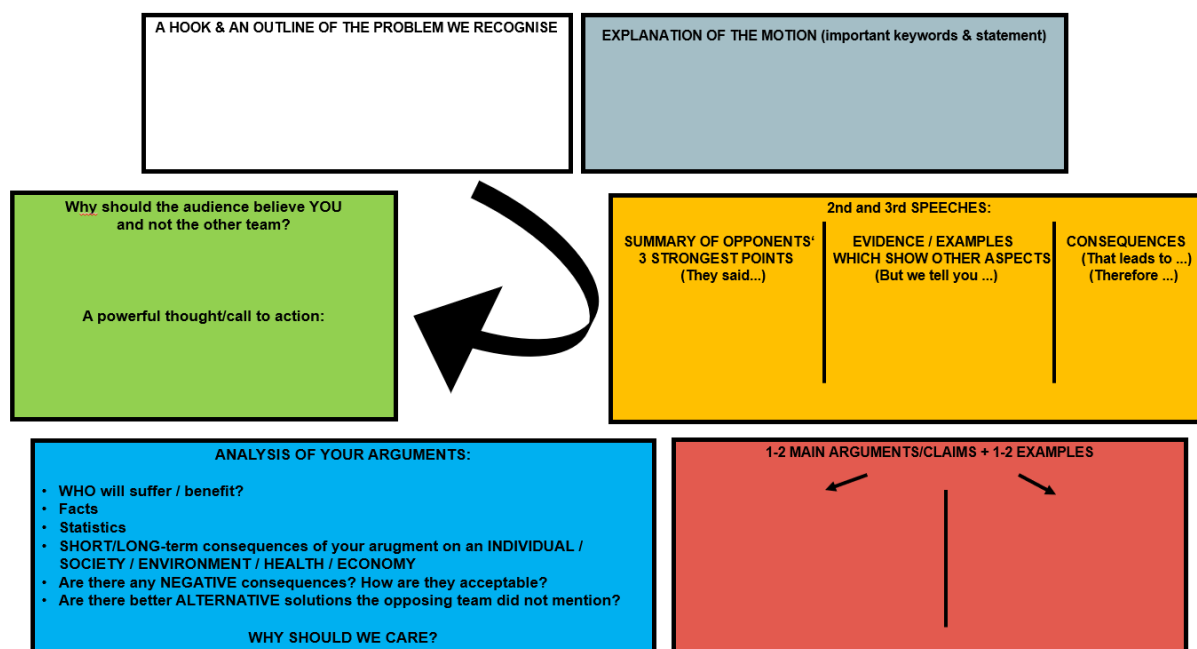 A HOOK & AN OUTLINE OF THE PROBLEM WE RECOGNISE
EXPLANATION OF THE MOTION (important keywords & statement)
Why should the audience believe YOU
and not the other team?
A powerful thought/call to action:
2nd and 3rd SPEECHES:
SUMMARY OF OPPONENTS‘
3 STRONGEST POINTS
(They said...)
EVIDENCE / EXAMPLES
WHICH SHOW OTHER ASPECTS
(But we tell you ...)
CONSEQUENCES
(That leads to ...)
(Therefore ...)
ANALYSIS OF YOUR ARGUMENTS:
• WHO will suffer / benefit?
• Facts
• Statistics
• SHORT/LONG-term consequences of your arugment on an INDIVIDUAL /
SOCIETY / ENVIRONMENT / HEALTH / ECONOMY
• Are there any NEGATIVE consequences? How are they acceptable?
• Are there better ALTERNATIVE solutions the opposing team did not mention?
WHY SHOULD WE CARE?
1-2 MAIN ARGUMENTS/CLAIMS + 1-2 EXAMPLES